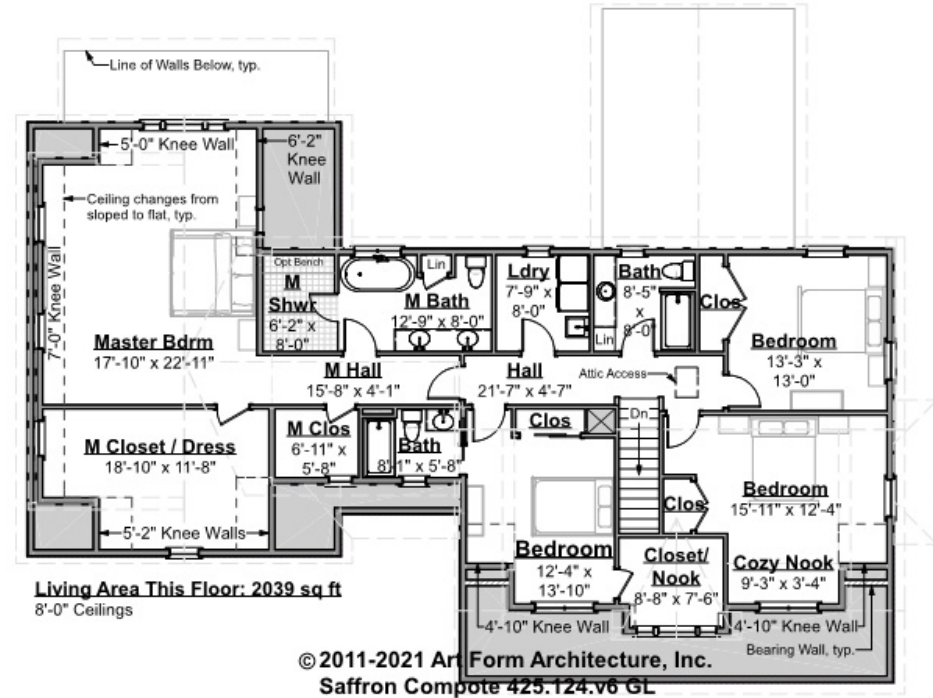 Line of Walls Below, typ.
5'-0" Knee Wall
6'-2"
Knee
Wall
Ceiling changes from
sloped to flat, typ.
7'-0" Knee Wall
Master Bdrm
17'-10" x 22'-11"
Opt Bench
M
Shwr
6'-2" x
8'-0"
Lin
M Bath
12'-9" x 8'-0"
Ldry
7'-9" x
8'-0"
Bath
8'-5"
x
8'-0"
Lin
Clos
Bedroom
13'-3" x
13'-0"
M Hall
15'-8" x 4'-1"
Hall
21'-7" x 4'-7"
Attic Access
M Closet / Dress
18'-10" x 11'-8"
M Clos
6'-11" x
5'-8"
Bath
8'-1" x 5'-8"
Clos
Dn
Clos
Bedroom
15'-11" x 12'-4"
5'-2" Knee Walls
Bedroom
12'-4" x
13'-10"
Closet/
Nook
8'-8" x 7'-6"
Cozy Nook
9'-3" x 3'-4"
Living Area This Floor: 2039 sq ft
8'-0" Ceilings
4'-10" Knee Wall
4'-10" Knee Wall
Bearing Wall, typ.
© 2011-2021 Art Form Architecture, Inc.
Saffron Compote 425.124.v6 GL